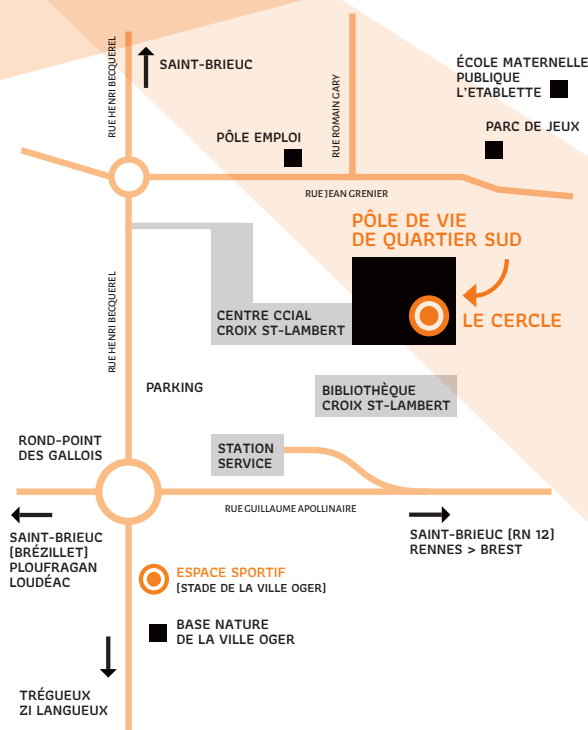 RUE HENRI BECQUEREL
SAINT-BRIEUC
RUE ROMAIN GARY
ÉCOLE MATERNELLE
PUBLIQUE
L'ETABLETTE
PÔLE EMPLOI
PARC DE JEUX
RUE JEAN GRENIER
PÔLE DE VIE
DE QUARTIER SUD
LE CERCLE
CENTRE CCIAL
CROIX ST-LAMBERT
RUE HENRI BECQUEREL
PARKING
BIBLIOTHÈQUE
CROIX ST-LAMBERT
ROND-POINT
DES GALLOIS
STATION
SERVICE
RUE GUILLAUME APOLLINAIRE
SAINT-BRIEUC
(BRÉZILLET)
PLOUFRAGAN
LOUDÉAC
SAINT-BRIEUC (RN 12)
RENNES > BREST
ESPACE SPORTIF
(STADE DE LA VILLE OGER)
BASE NATURE
DE LA VILLE OGER
TRÉGUEUX
ZI LANGUEUX